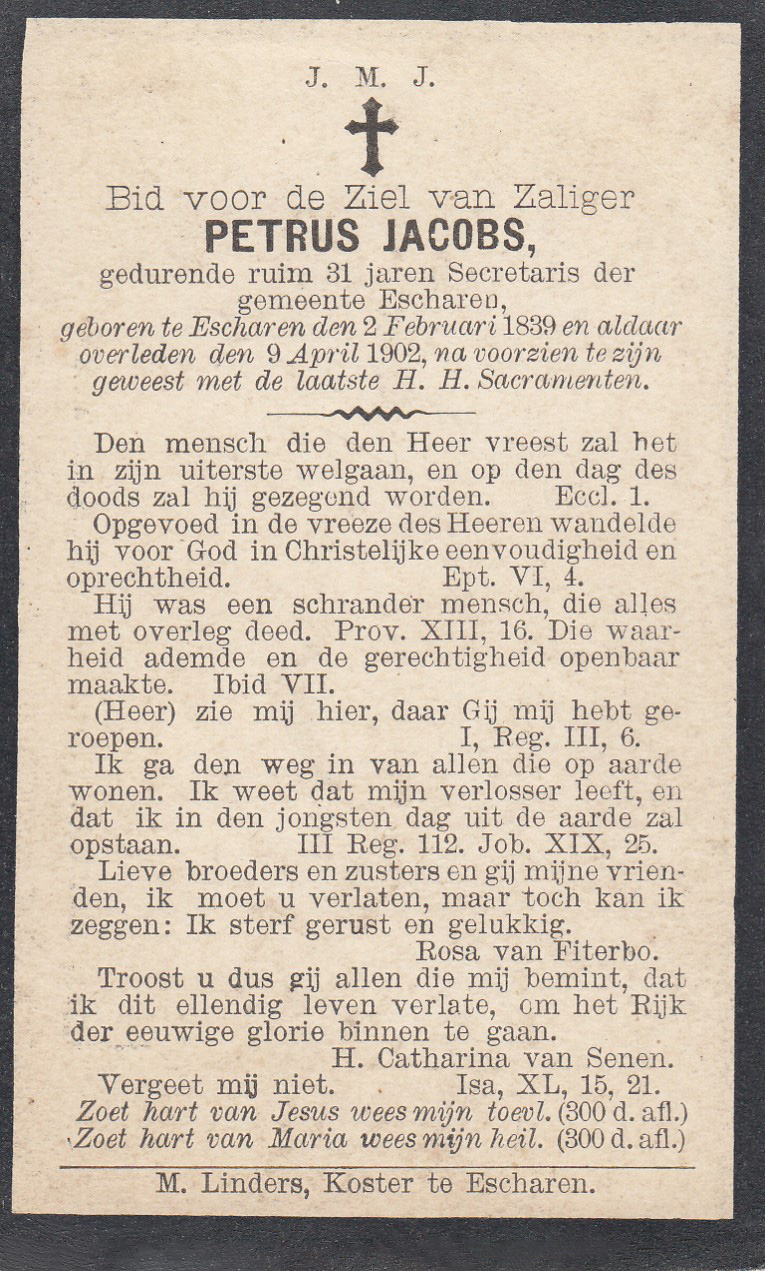 J. M. J.
Bid voor de Ziel van Zaliger
PETRUS JACOBS,
gedurende ruim 31 jaren Secretaris der
gemeente Escharen,
geboren te Escharen den 2 Februari 1839 en aldaar
overleden den 9 April 1902, na voorzien te zijn
geweest met de laatste H. H. Sacramenten.
Den mensch die den Heer vreest zal het
in zijn uiterste welgaan, en op den dag des
doods zal hij gezegend worden. Eccl. 1.
Opgevoed in de vreeze des Heeren wandelde
hij voor God in Christelijke eenvoudigheid en
oprechtheid. Ept. VI, 4.
Hij was een schrander mensch, die alles
met overleg deed. Prov. XIII, 16. Die waar-
heid ademde en de gerechtigheid openbaar
maakte. Ibid VII.
(Heer) zie mij hier, daar Gij mij hebt ge-
roepen. I, Reg. III, 6.
Ik ga den weg in van allen die op aarde
wonen. Ik weet dat mijn verlosser leeft, en
dat ik in den jongsten dag uit de aarde zal
opstaan. III Reg. 112. Job. XIX, 25.
Lieve broeders en zusters en gij mijne vrien-
den, ik moet u verlaten, maar toch kan ik
zeggen: Ik sterf gerust en gelukkig.
Rosa van Fiterbo.
Troost u dus gij allen die mij bemint, dat
ik dit ellendig leven verlate, om het Rijk
der eeuwige glorie binnen te gaan.
H. Catharina van Senen.
Vergeet mij niet. Isa, XL, 15, 21.
Zoet hart van Jesus wees mijn toevl. (300 d. afl.)
Zoet hart van Maria wees mijn heil. (300 d. afl.)
M. Linders, Koster te Escharen.